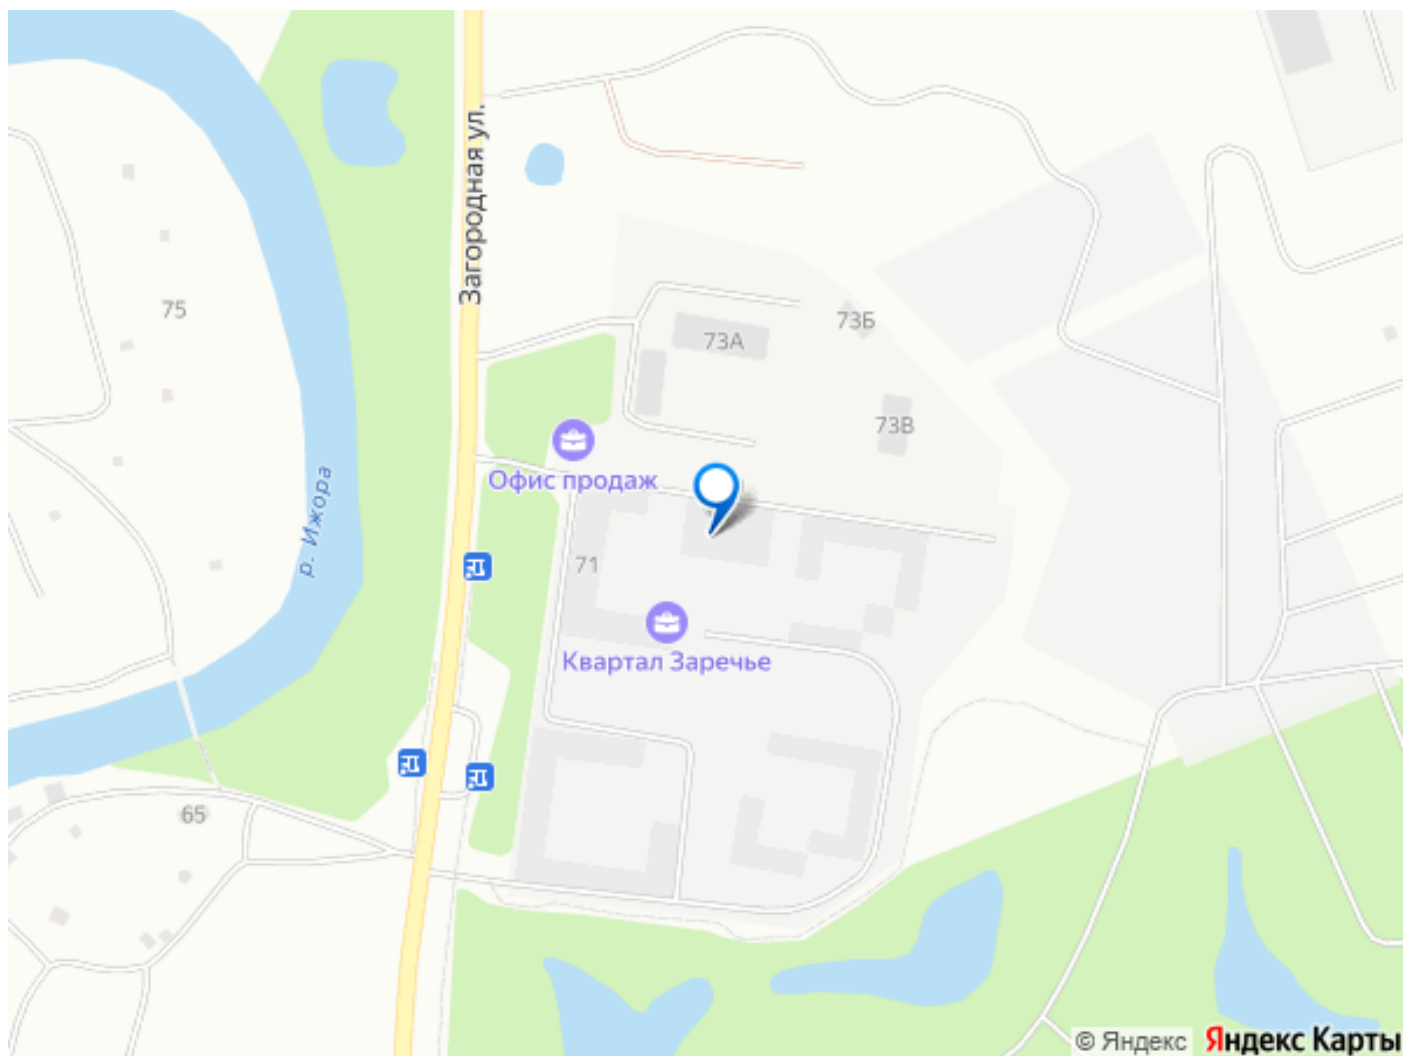 Загородная ул.
75
73Б
73А
73В
Офис продаж
р. Ижора
71
Квартал Заречье
65
© Яндекс Яндекс Карты